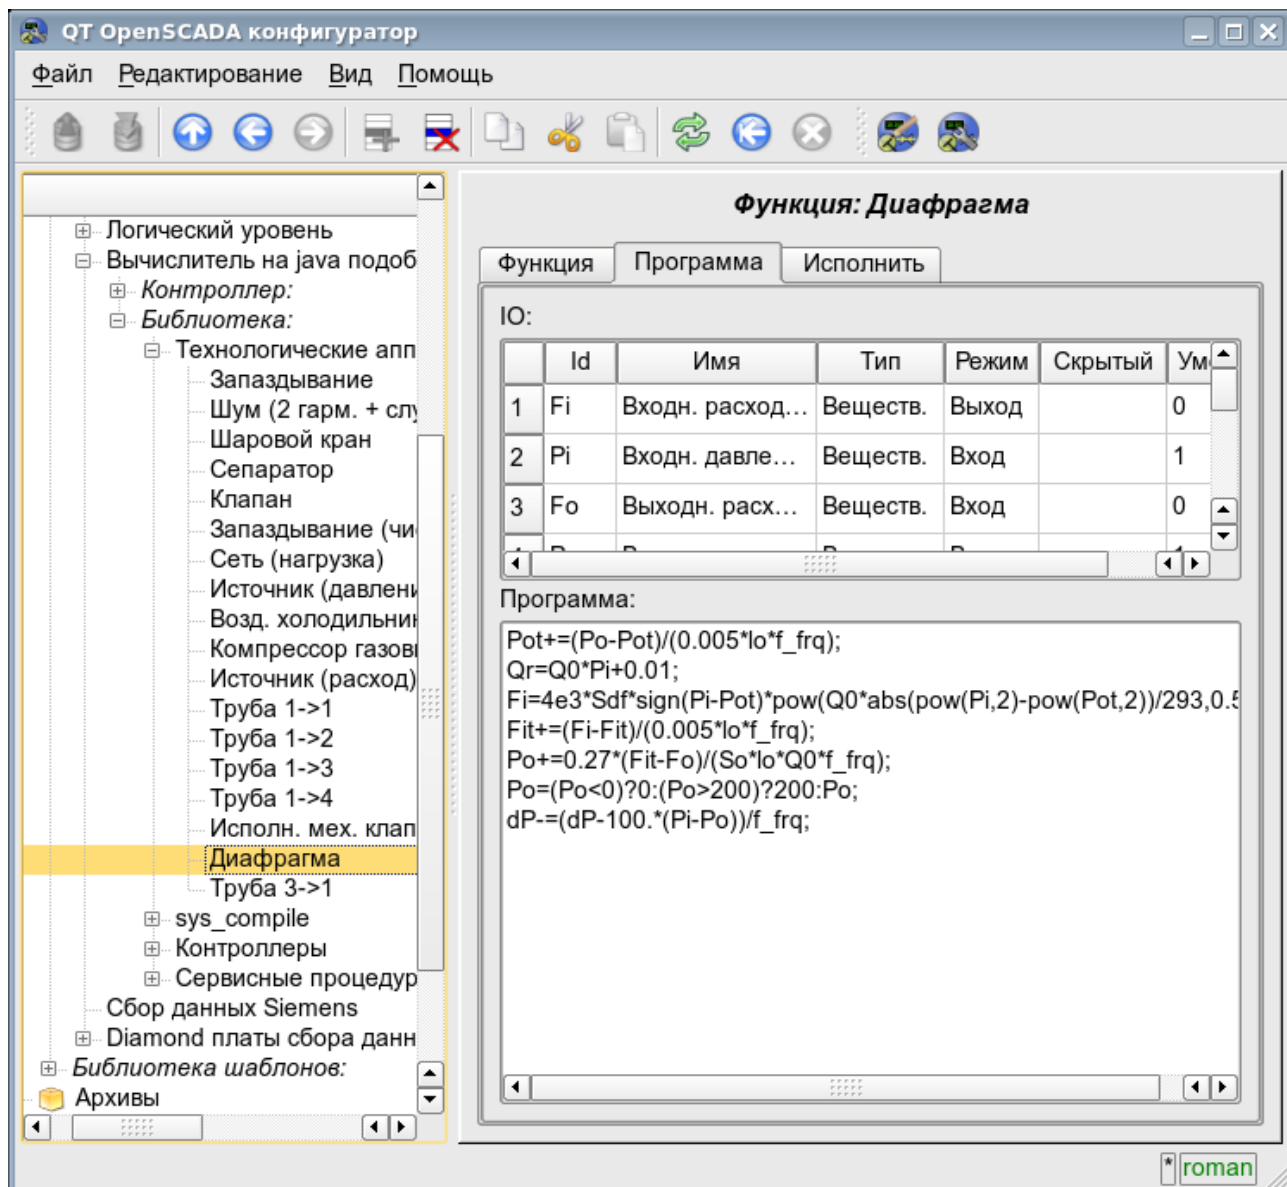 QT OpenSCADA конфигуратор
Файл Редактирование Вид Помощь
Логический уровень
Вычислитель на java подоб
Контроллер:
Библиотека:
Технологические апп
Запаздывание
Шум (2 гарм. + слу
Шаровой кран
Сепаратор
Клапан
Запаздывание (чи
Сеть (нагрузка)
Источник (давлени
Возд. холодильник
Компрессор газовы
Источник (расход)
Труба 1->1
Труба 1->2
Труба 1->3
Труба 1->4
Исполн. мех. клап
Диафрагма
Труба 3->1
sys_compile
Контроллеры
Сервисные процедур
Сбор данных Siemens
Diamond платы сбора данн
Библиотека шаблонов:
Архивы
Функция: Диафрагма
Функция Программа Исполнить
IO:
Id Имя Тип Режим Скрытый Умо
1 Fi Входн. расход... Веществ. Выход 0
2 Pi Входн. давле... Веществ. Вход 1
3 Fo Выходн. расх... Веществ. Вход 0
Программа:
Pot+=(Po-Pot)/(0.005*lo*f_frq);
Qr=Q0*Pi+0.01;
Fi=4e3*Sdf*sign(Pi-Pot)*pow(Q0*abs(pow(Pi,2)-pow(Pot,2))/293,0.5
Fit+=(Fi-Fit)/(0.005*lo*f_frq);
Po+=0.27*(Fit-Fo)/(So*lo*Q0*f_frq);
Po=(Po<0)?0:(Po>200)?200:Po;
dP-=(dP-100.*(Pi-Po))/f_frq;
* roman